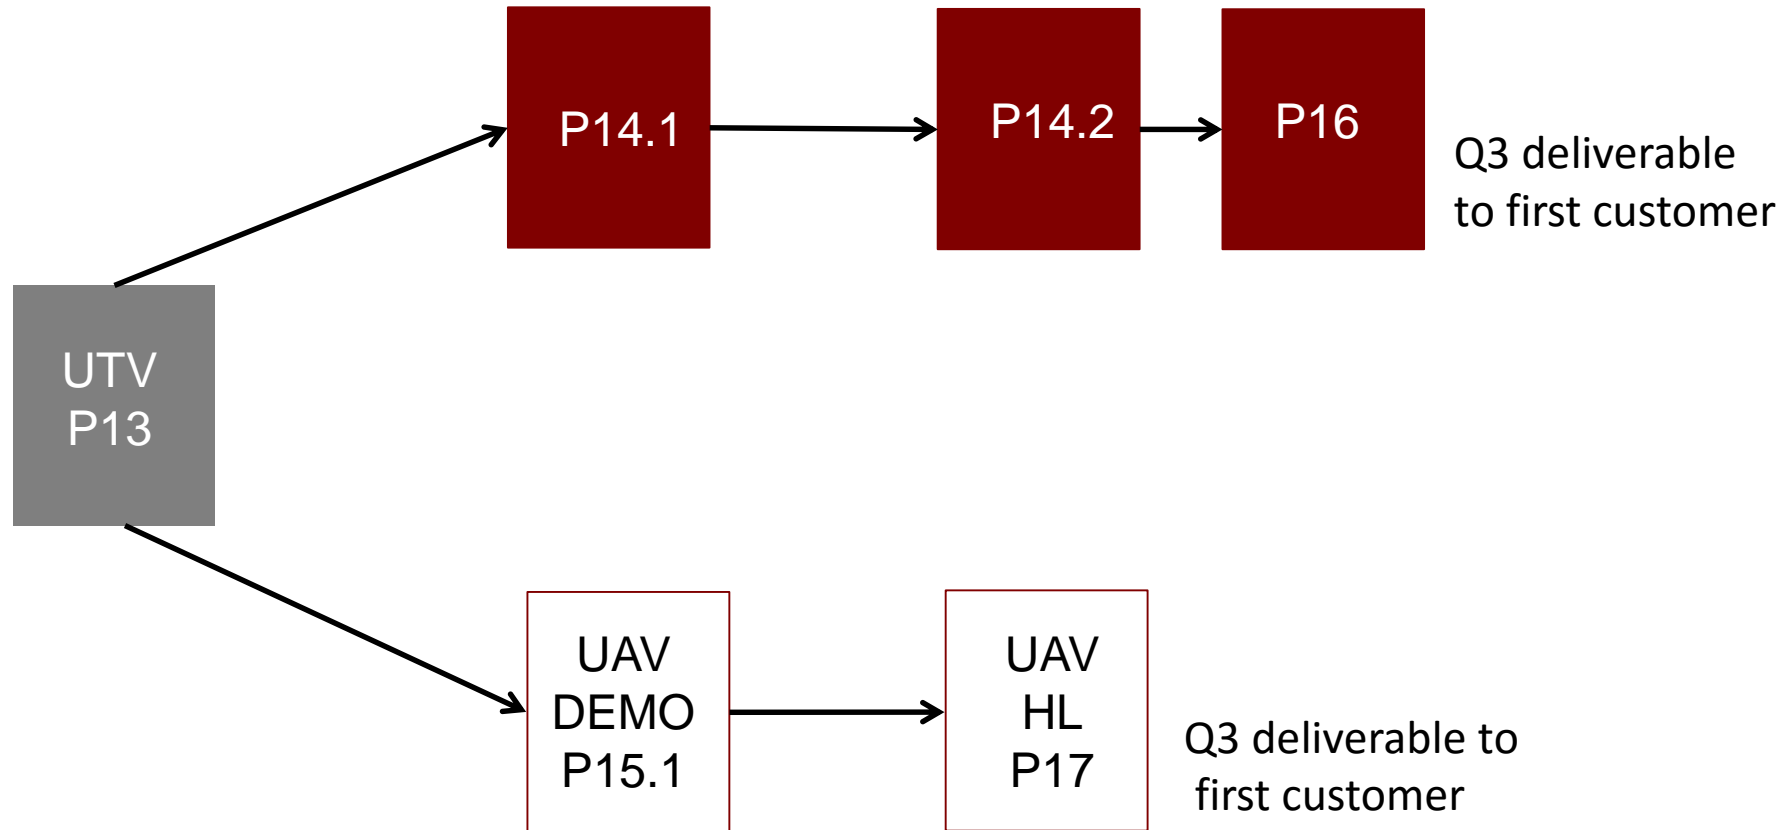 P14.1
P14.2
P16
Q3 deliverable
to first customer
UTV
P13
UAV
DEMO
P15.1
UAV
HL
P17
Q3 deliverable to
first customer